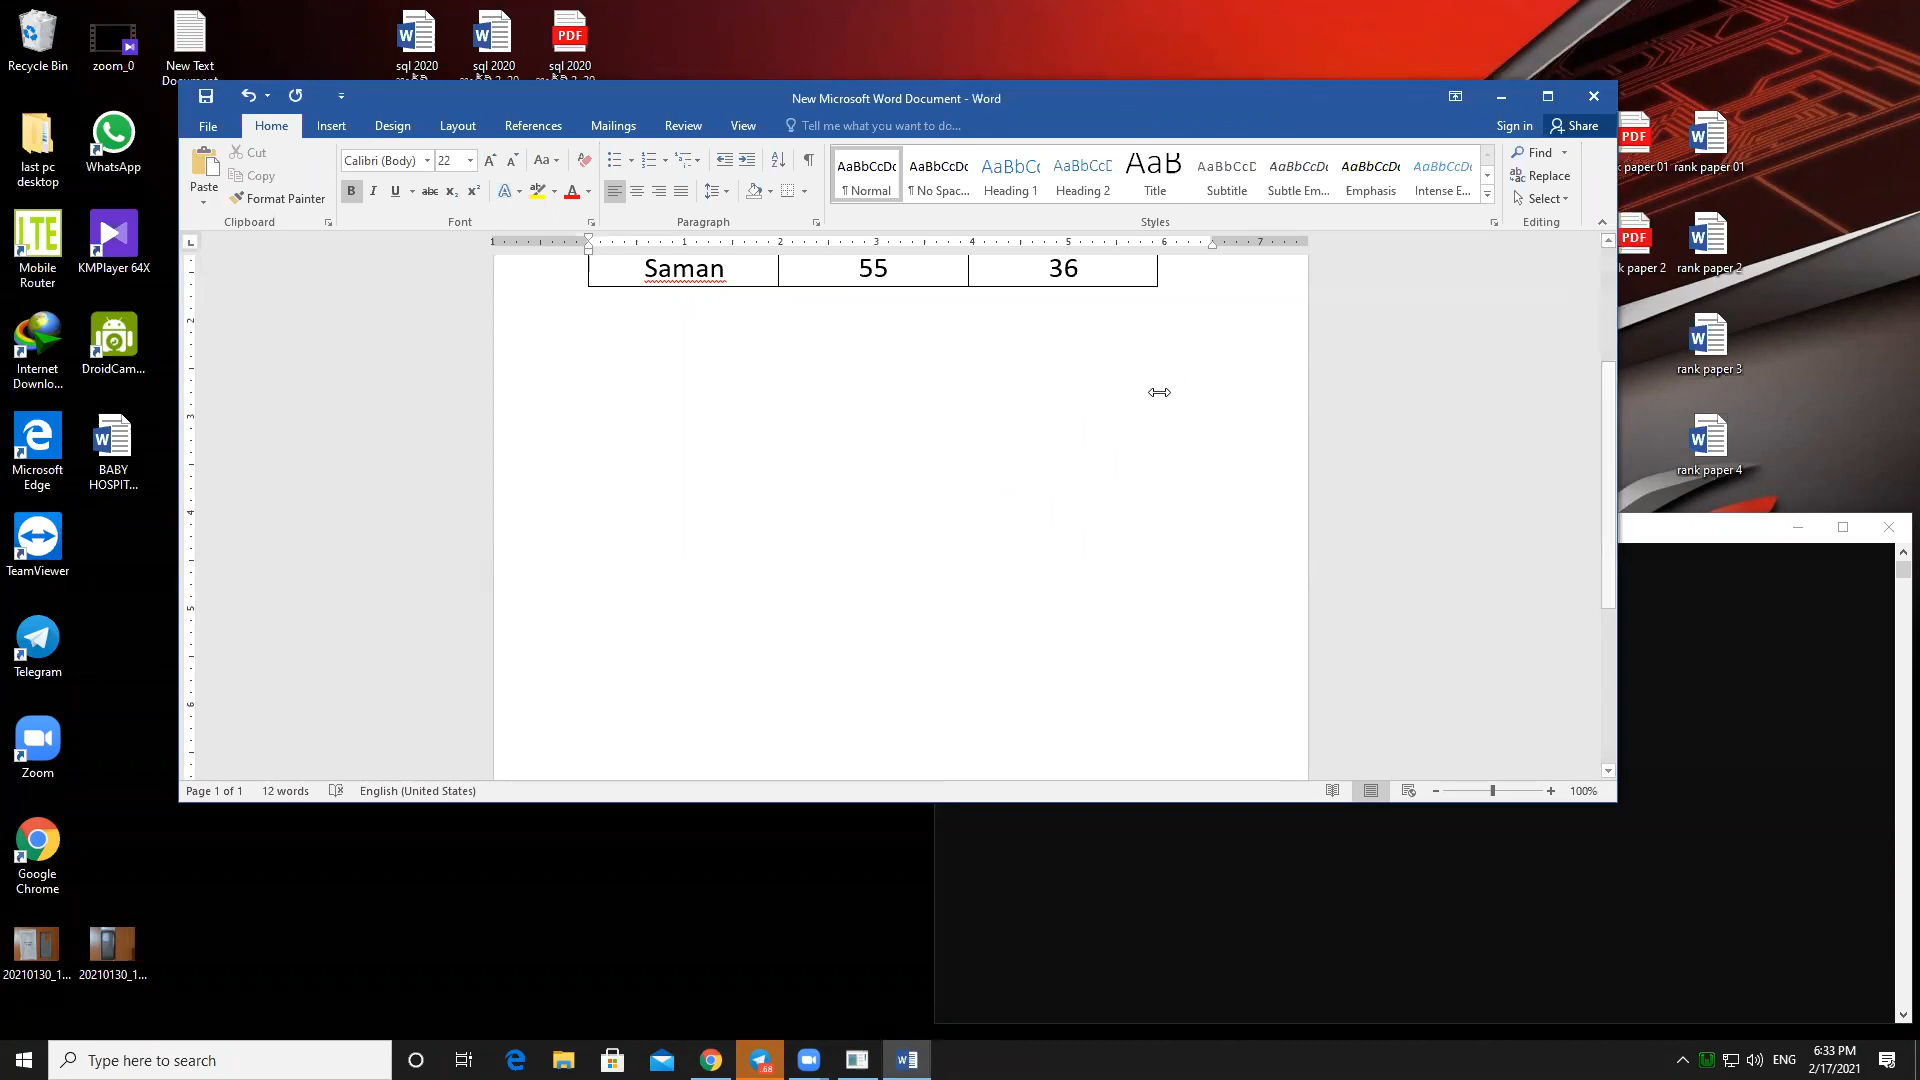 Recycle Bin
zoom_0
New Text
sql 2020
sql 2020
sql 2020
PDF
New Microsoft Word Document - Word
File
Home
Insert
Design
Layout
References
Mailings
Review
View
Tell me what you want to do...
Sign in
Share
Paste
Cut
Copy
Format Painter
Clipboard
Calibri (Body)
22
Font
Paragraph
AaBbCcDc
¶ Normal
AaBbCcDc
¶ No Spac...
AaBbCc
Heading 1
AaBbCcC
Heading 2
AaB
Title
AaBbCcD
Subtitle
AaBbCcDc
Subtle Em...
AaBbCcDc
Emphasis
AaBbCcDc
Intense E...
Styles
Find
Replace
Select
Editing
Saman
55
36
Page 1 of 1
12 words
English (United States)
100%
last pc
desktop
WhatsApp
Mobile
Router
KMPlayer 64X
Internet
Downlo...
DroidCam...
Microsoft
Edge
BABY
HOSPIT...
TeamViewer
Telegram
Zoom
Google
Chrome
20210130_1...
20210130_1...
PDF
k paper 01
rank paper 01
PDF
k paper 2
rank paper 2
rank paper 3
rank paper 4
Type here to search
68
ENG
6:33 PM
2/17/2021